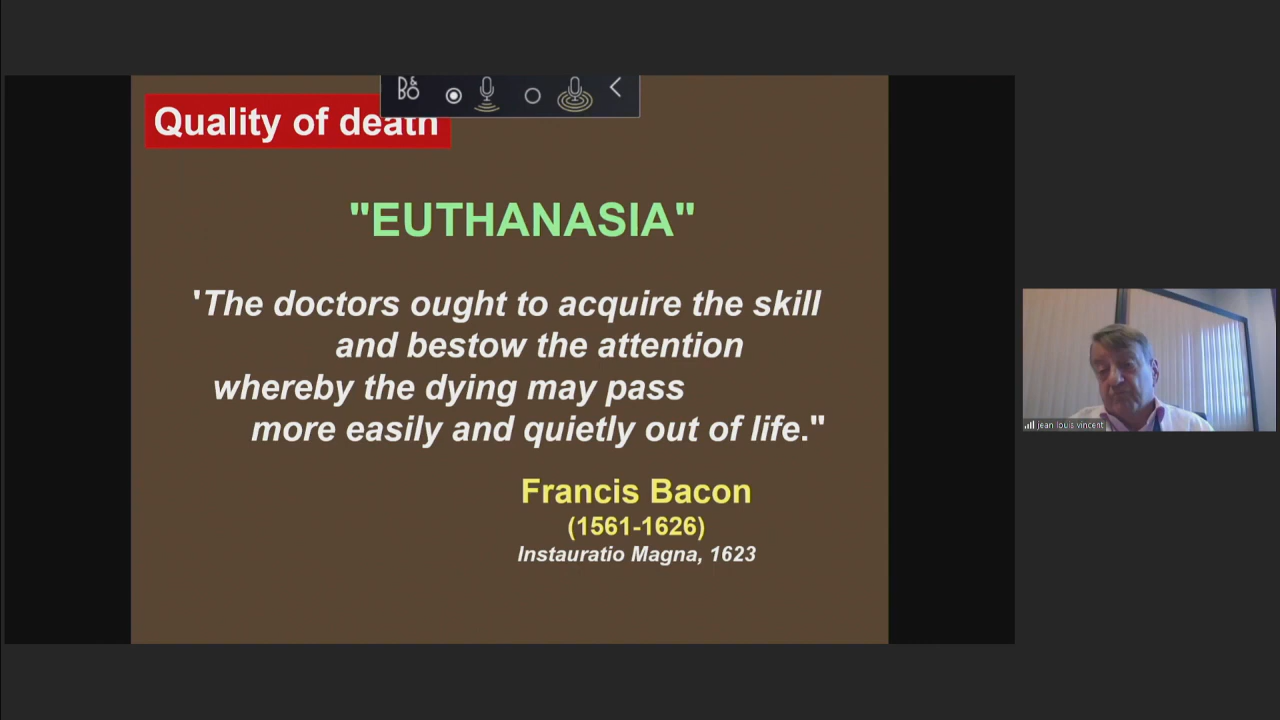 B&O
Quality of death
"EUTHANASIA"
'The doctors ought to acquire the skill
and bestow the attention
whereby the dying may pass
more easily and quietly out of life."
Francis Bacon
(1561-1626)
Instauratio Magna, 1623
jean louis vincent